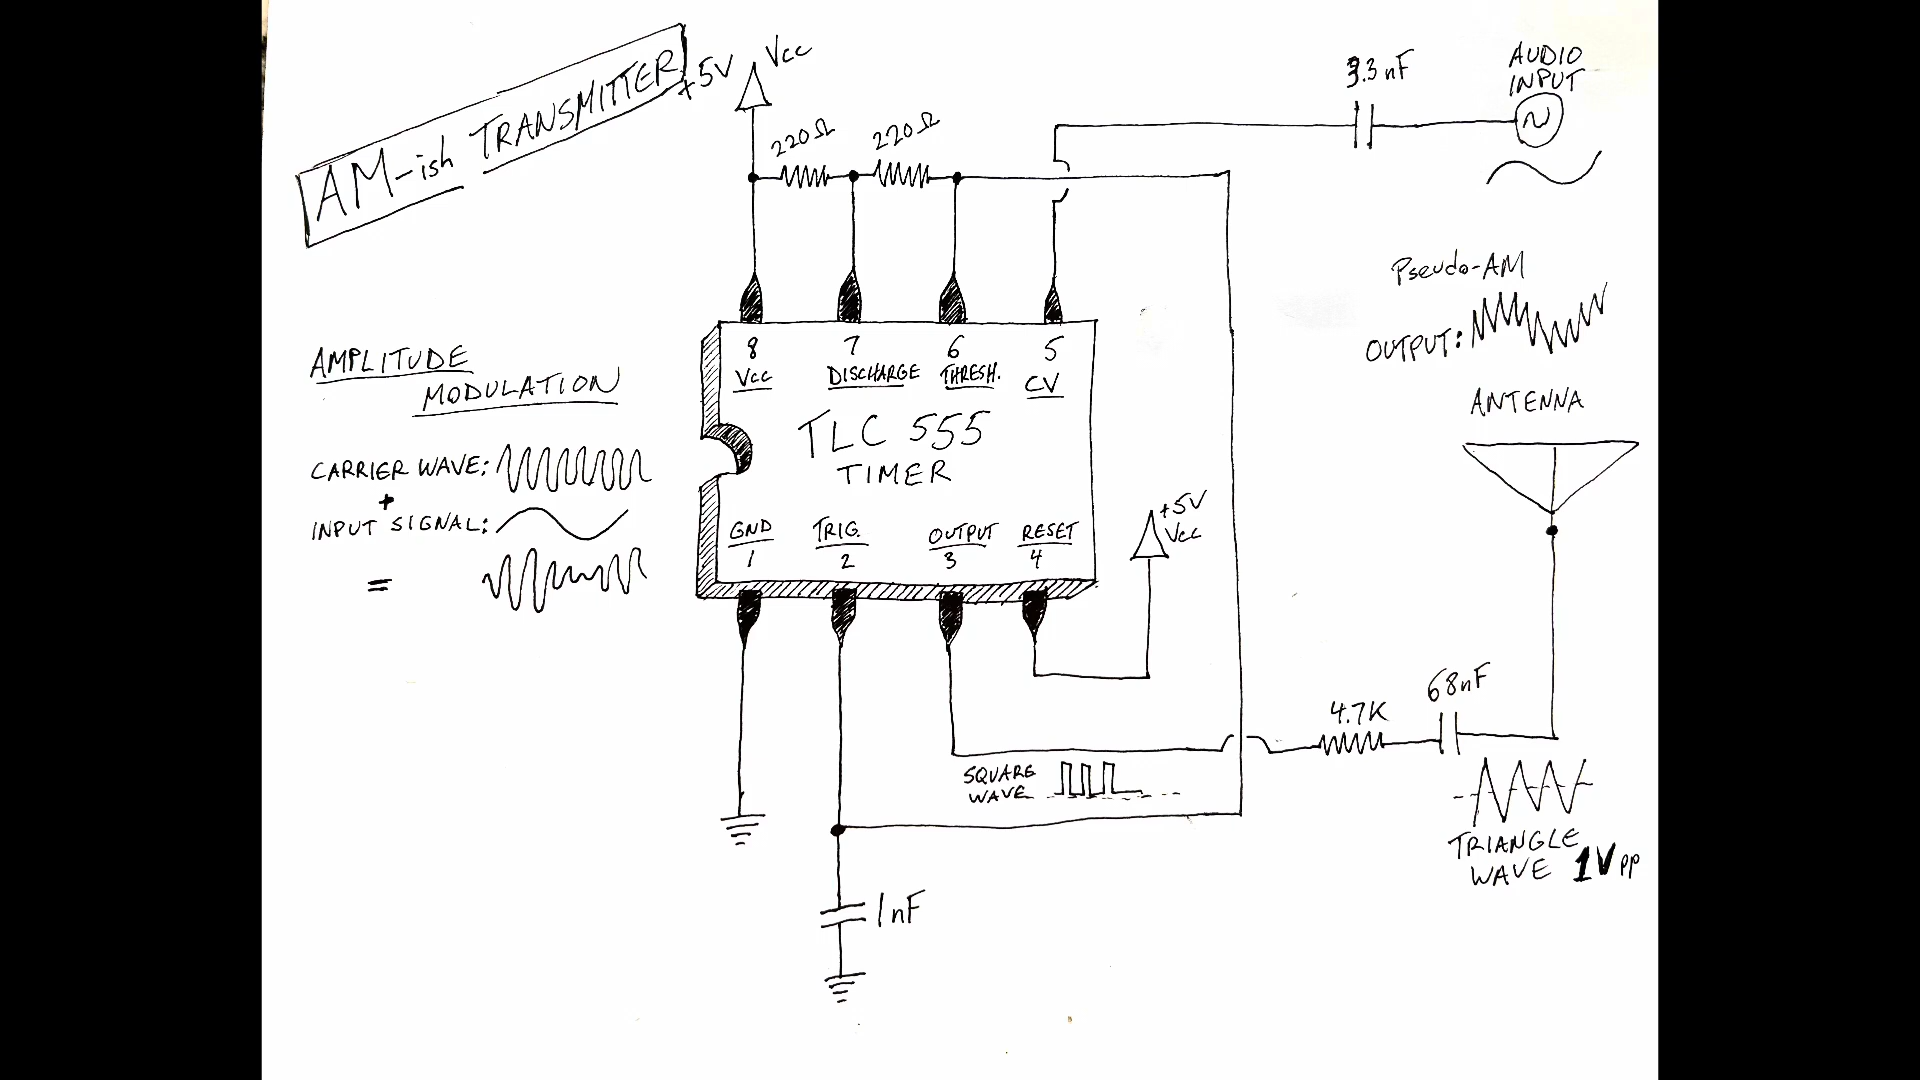 AM-ish TRANSMITTER
+5V Vcc
220Ω 220Ω
3.3nF
AUDIO
INPUT
Pseudo-AM
OUTPUT:
ANTENNA
AMPLITUDE
MODULATION
CARRIER WAVE:
+
INPUT SIGNAL:
=
8 7 6 5
Vcc DISCHARGE THRESH. CV
TLC 555
TIMER
GND TRIG. OUTPUT RESET
1 2 3 4
+5V
Vcc
4.7K
68nF
SQUARE
WAVE
TRIANGLE
WAVE 1Vpp
1nF